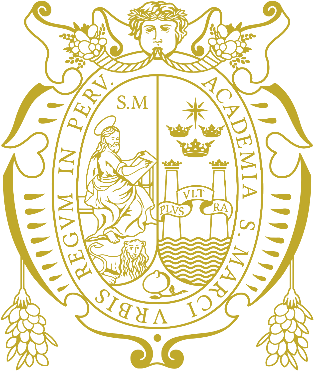 ACADEMIA S. MARCI VRBIS REGVM IN PERV.
S.M
PLVS VLT RA